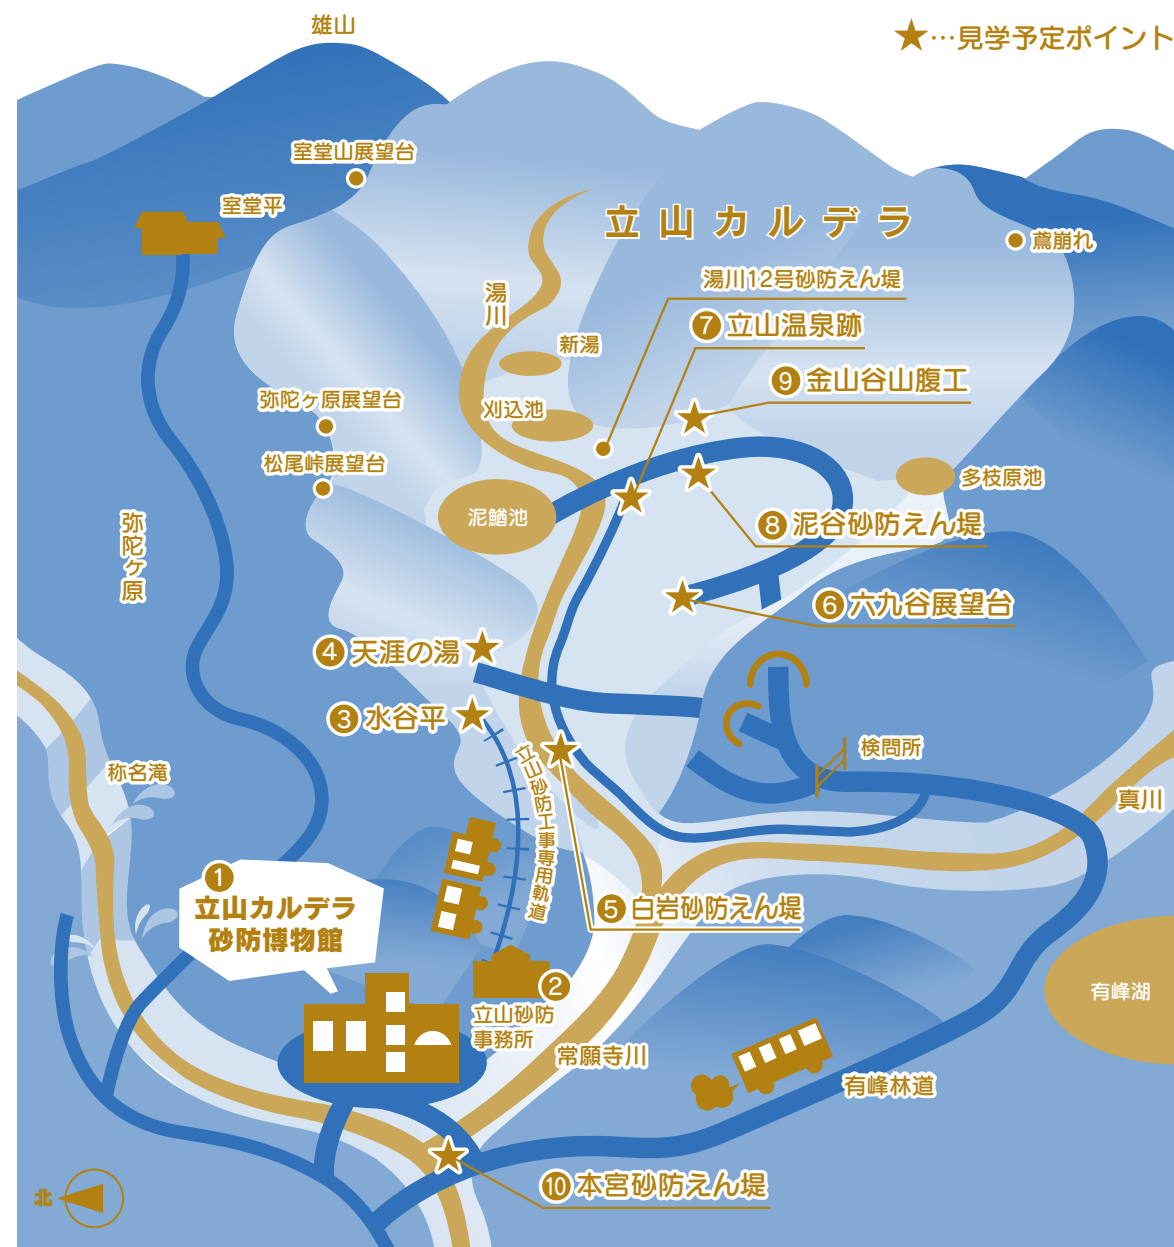 雄山
★…見学予定ポイント
室堂山展望台
室堂平
立山カルデラ
鳶崩れ
湯川12号砂防えん堤
湯川
⑦立山温泉跡
新湯
⑨金山谷山腹工
弥陀ヶ原展望台
刈込池
松尾峠展望台
多枝原池
泥鰌池
弥陀ヶ原
⑧泥谷砂防えん堤
⑥六九谷展望台
④天涯の湯
③水谷平
検問所
立山砂防工事専用軌道
称名滝
真川
①
立山カルデラ
砂防博物館
⑤白岩砂防えん堤
②
立山砂防
事務所
有峰湖
常願寺川
有峰林道
⑩本宮砂防えん堤
北